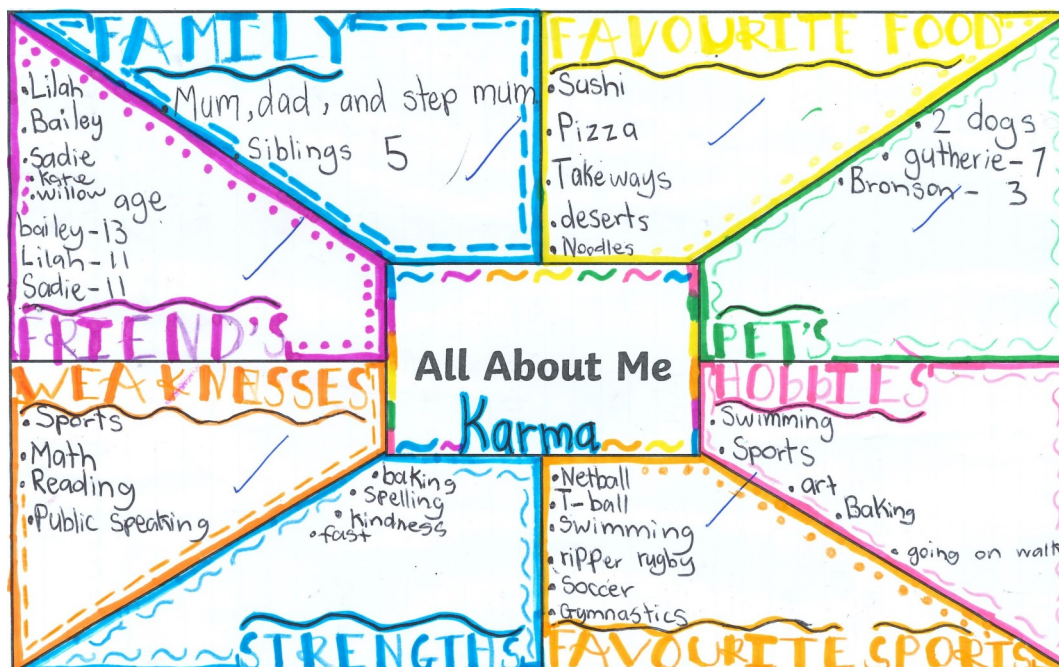 FAMILY
• Mum, dad, and step mum
• Siblings 5
FAVOURITE FOOD
• Sushi
• Pizza
• Takeways
• deserts
• Noodles
• Lilah
• Bailey
• Sadie
• Katie
• willow
age
bailey-13
Lilah-11
Sadie-11
FRIEND'S
• 2 dogs
• gutherie-7
• Bronson-3
PET'S
All About Me
Karma
WEAKNESSES
• Sports
• Math
• Reading
• Public Speaking
HOBBIES
• Swimming
• Sports
• art
• Baking
• going on walk
• baking
• Spelling
• kindness
• fast
STRENGTHS
• Netball
• T-ball
• Swimming
• ripper rugby
• Soccer
• Gymnastics
FAVOURITE SPORTS